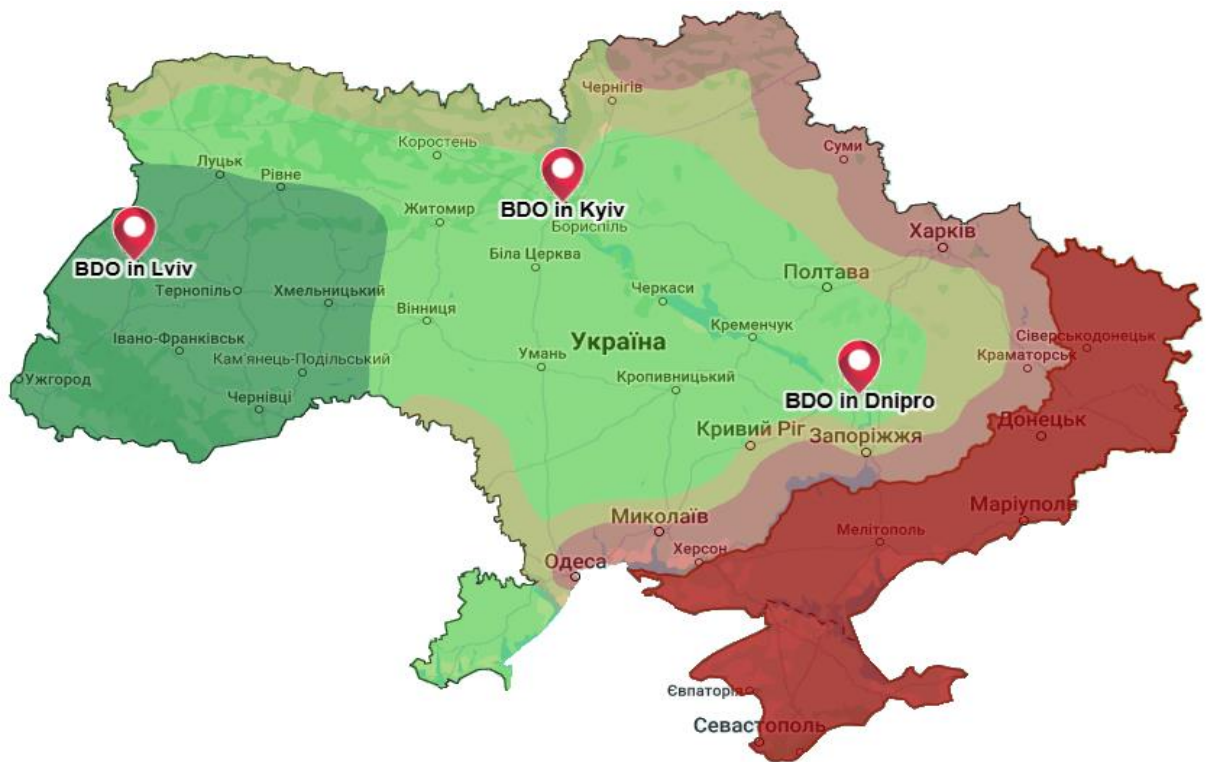 Чернігів
Коростень
Суми
Луцьк
Рівне
BDO in Kyiv
Житомир
Бориспіль
Харків
BDO in Lviv
Біла Церква
Полтава
Тернопіль
Хмельницький
Черкаси
Вінниця
Кременчук
Івано-Франківськ
Україна
Сіверськодонецьк
Кам'янець-Подільський
Умань
Краматорськ
Ужгород
Кропивницький
Чернівці
BDO in Dnipro
Кривий Ріг
Запоріжжя
Донецьк
Миколаїв
Маріуполь
Мелітополь
Херсон
Одеса
Євпаторія
Севастополь